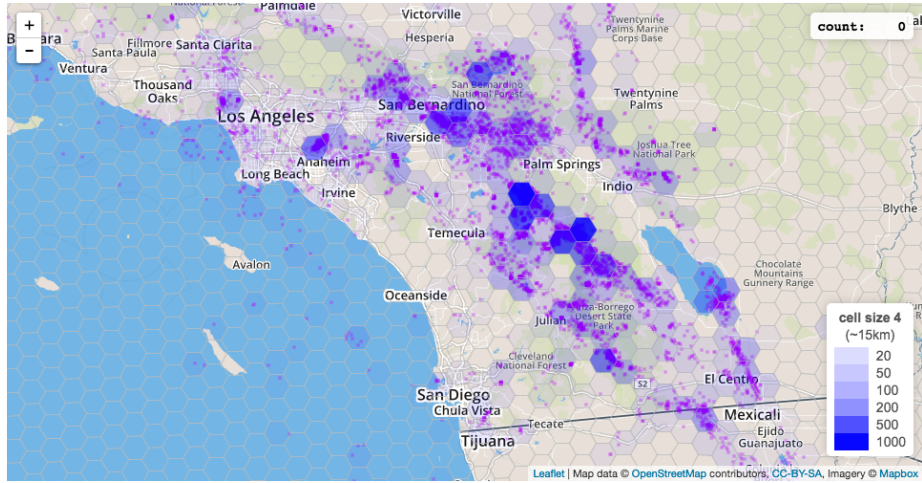 National Forest
Palmdale
Victorville
Twentynine
Palms Marine
Corps Base
+
−
count: 0
Hesperia
Fillmore
Santa Clarita
Santa Paula
Ventura
Thousand
Oaks
San Bernardino
National Forest
San Bernardino
Twentynine
Palms
Los Angeles
Riverside
Joshua Tree
National Park
Anaheim
Palm Springs
Long Beach
Irvine
Indio
Blythe
Temecula
Avalon
Chocolate
Mountains
Gunnery Range
Oceanside
Julian
Desert State
Park
cell size 4
(~15km)
20
50
100
200
500
1000
Cleveland
National Forest
S2
El Centro
San Diego
Chula Vista
Mexicali
Tecate
Ejido
Guanajuato
Tijuana
Leaflet | Map data © OpenStreetMap contributors, CC-BY-SA, Imagery © Mapbox